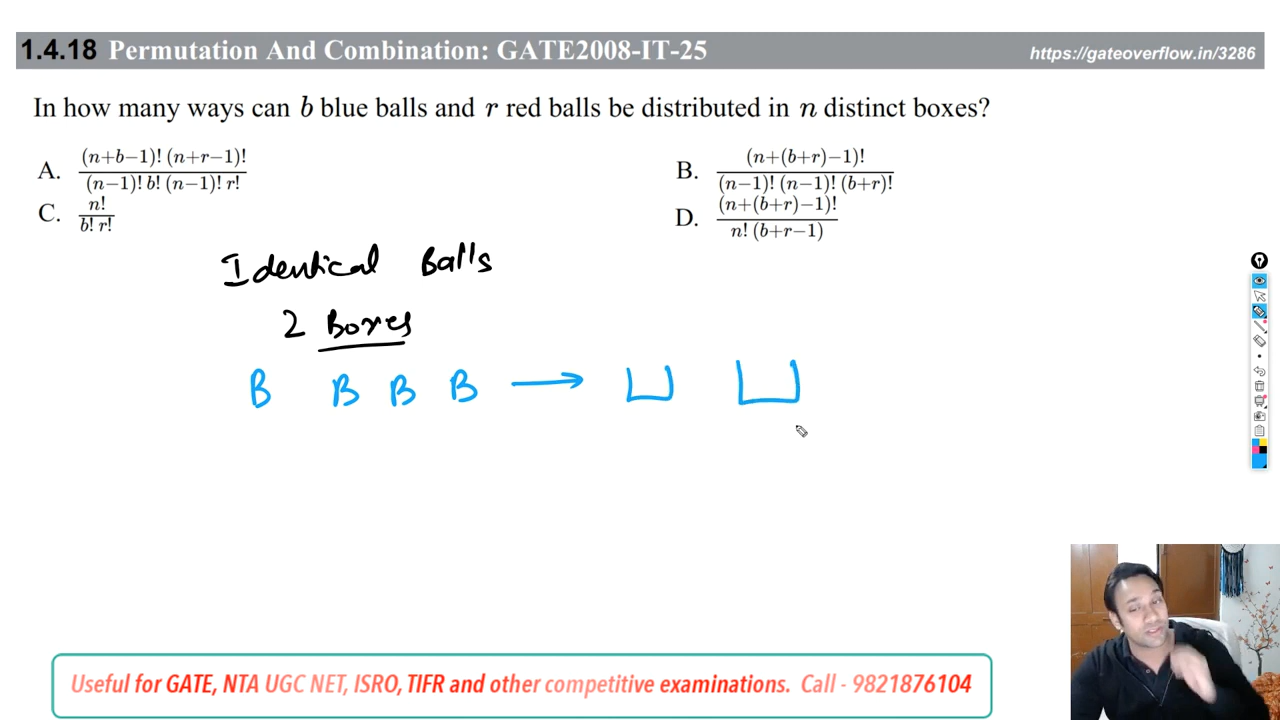 1.4.18 Permutation And Combination: GATE2008-IT-25 https://gateoverflow.in/3286
In how many ways can b blue balls and r red balls be distributed in n distinct boxes?
A. (n+b−1)! (n+r−1)! / (n−1)! b! (n−1)! r!
B. (n+(b+r)−1)! / (n−1)! (n−1)! (b+r)!
C. n! / b! r!
D. (n+(b+r)−1)! / n! (b+r−1)
Identical Balls
2 Boxes
B B B B
Useful for GATE, NTA UGC NET, ISRO, TIFR and other competitive examinations. Call - 9821876104